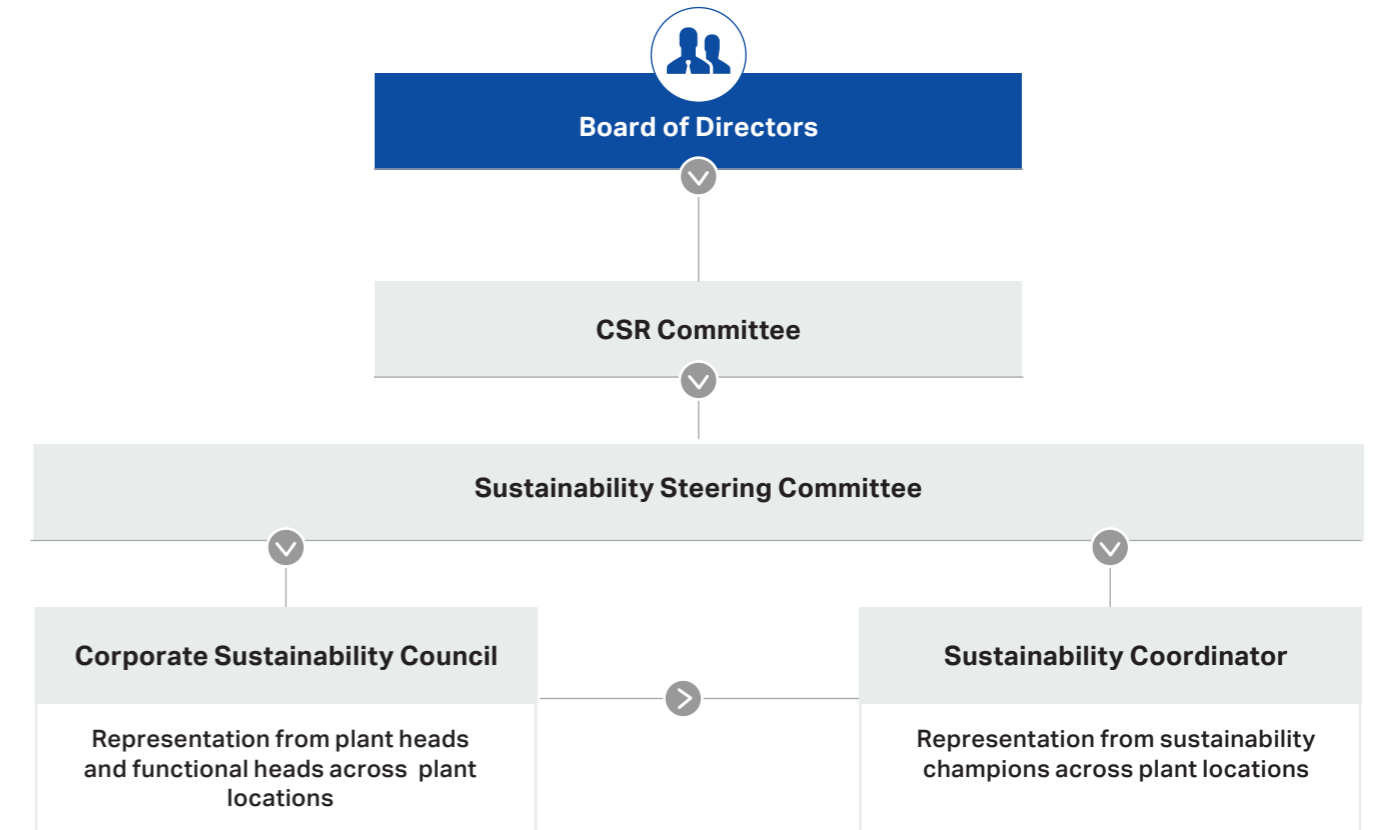 Board of Directors
CSR Committee
Sustainability Steering Committee
Corporate Sustainability Council
Representation from plant heads
and functional heads across plant
locations
Sustainability Coordinator
Representation from sustainability
champions across plant locations